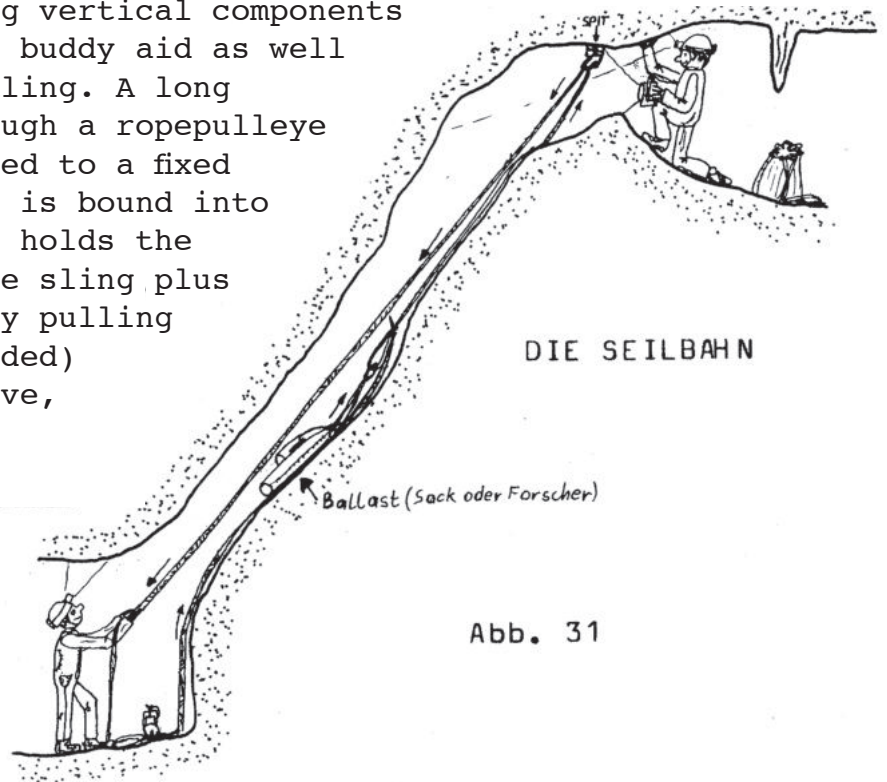 g vertical components
buddy aid as well
ling. A long
ugh a ropepulleye
ed to a fixed
is bound into
holds the
e sling plus
y pulling
ded)
ve,
SPIT
DIE SEILBAHN
Ballast (Sack oder Forscher)
Abb. 31